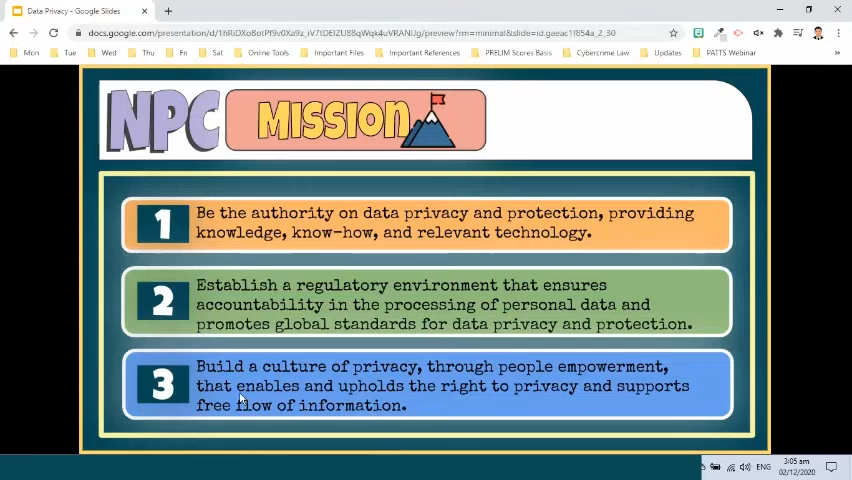 Data Privacy - Google Slides
docs.google.com/presentation/d/1hRiDXoBotPf9v0Xa9z_iV7tDEIZU88qWqk4uVRANIJg/preview?rm=minimal&slide=id.gaeac1f854a_2_30
Mon Tue Wed Thu Fri Sat Online Tools Important Files Important References PRELIM Scores Basis Cybercrime Law Updates PATTS Webinar
NPC Mission
1 Be the authority on data privacy and protection, providing
knowledge, know-how, and relevant technology.
2 Establish a regulatory environment that ensures
accountability in the processing of personal data and
promotes global standards for data privacy and protection.
3 Build a culture of privacy, through people empowerment,
that enables and upholds the right to privacy and supports
free flow of information.
ENG
3:05 am
02/12/2020